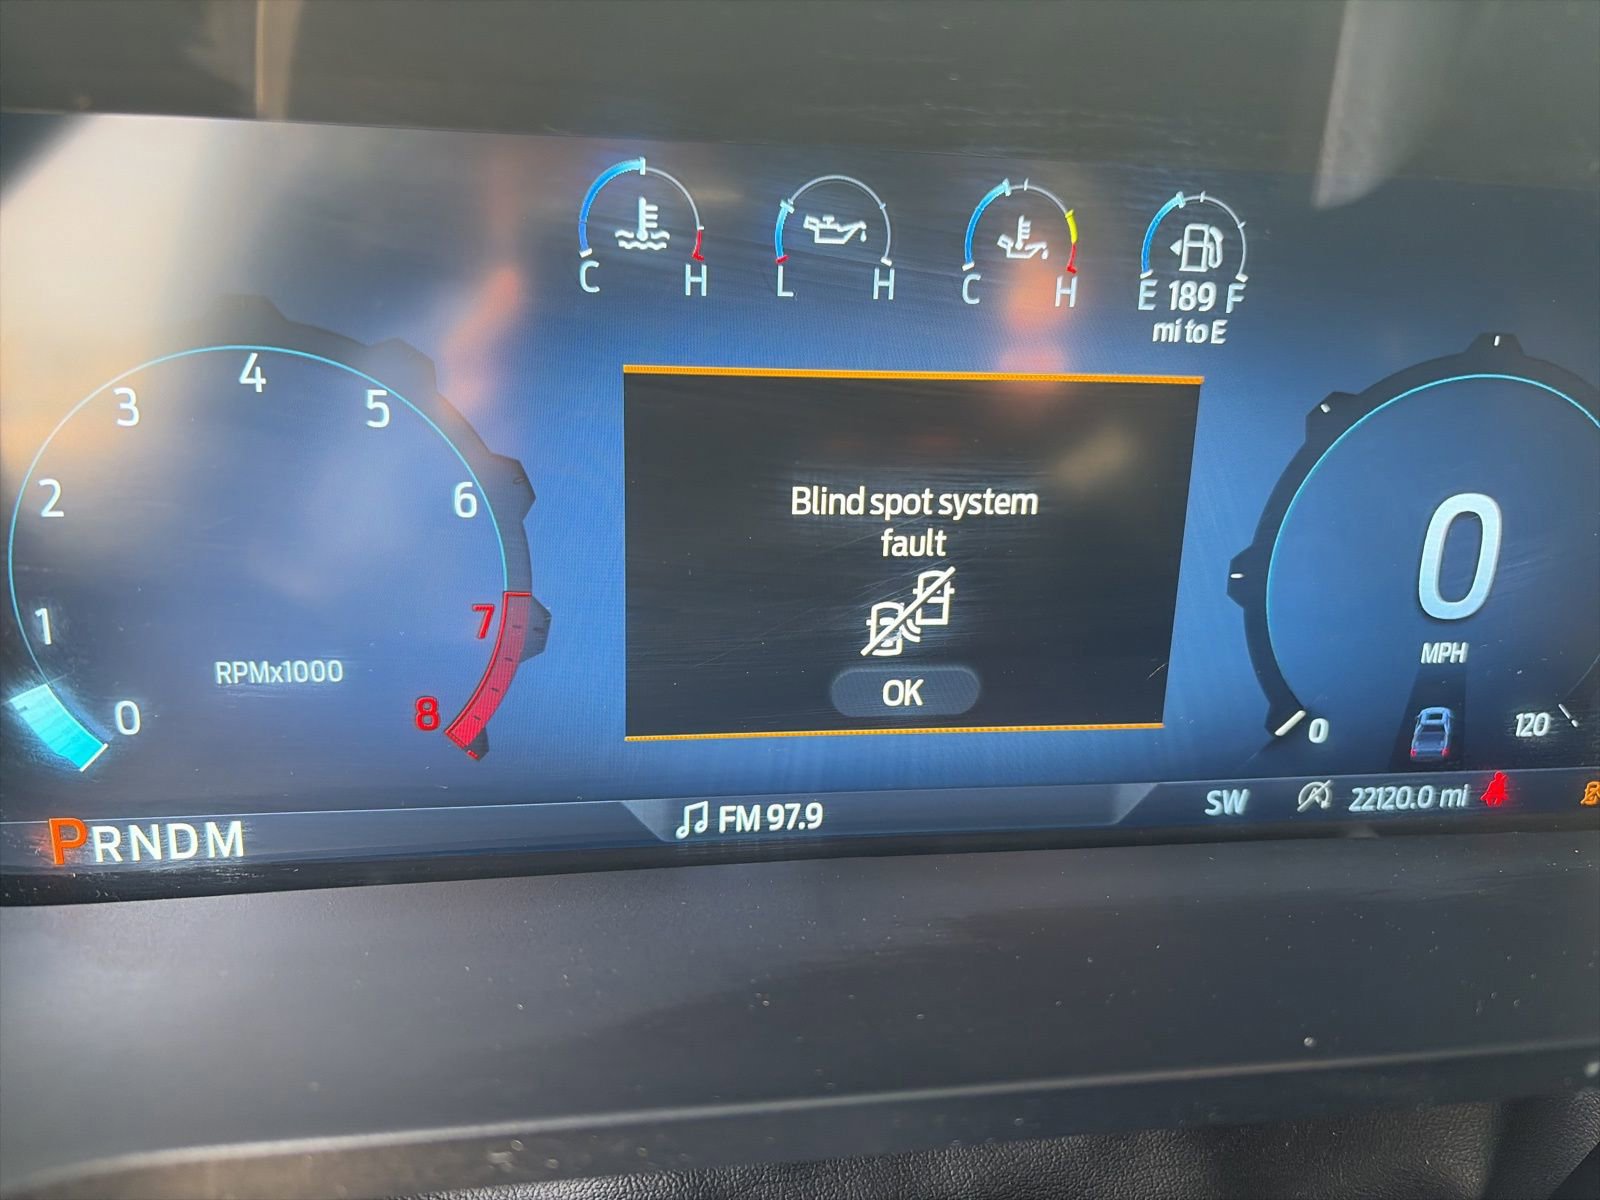 C H
L H
C H
E 189 F
mi to E
0
1
2
3
4
5
6
7
8
RPMx1000
Blind spot system
fault
OK
0
MPH
0
120
PRNDM
FM 97.9
SW
22120.0 mi